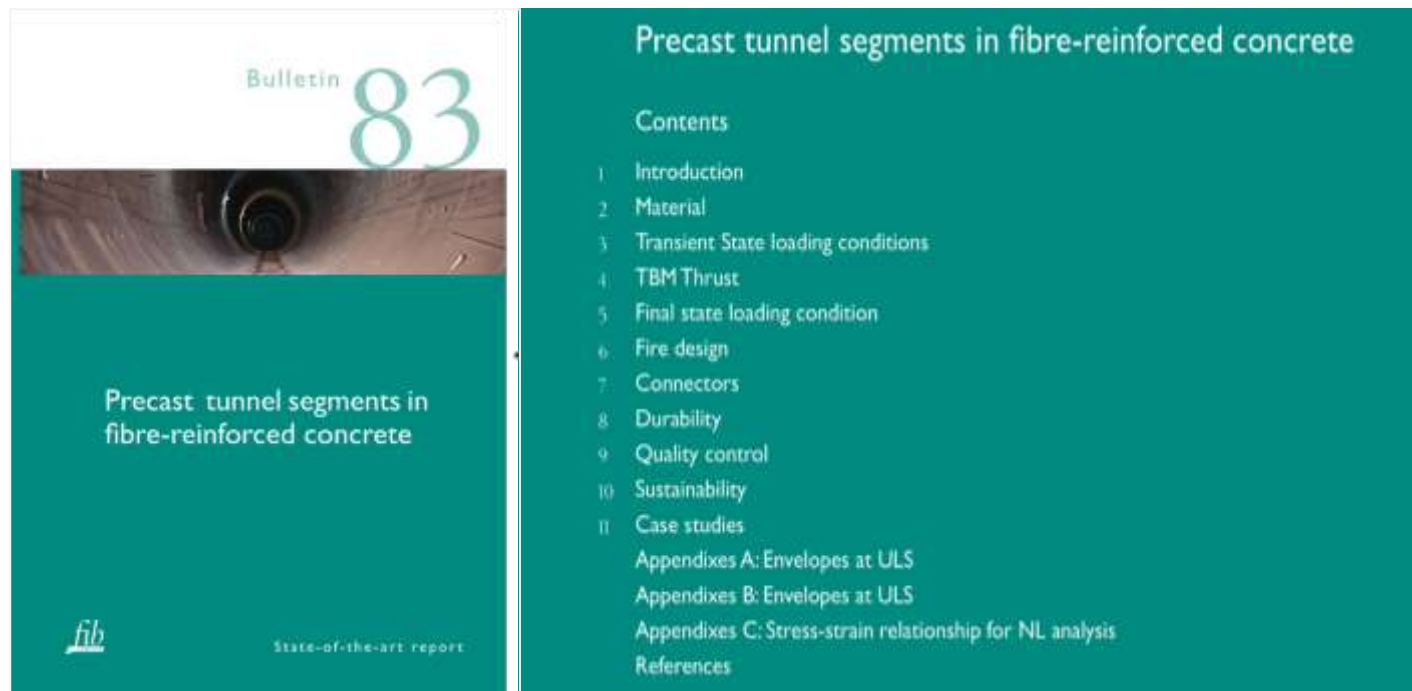 Bulletin 83
Precast tunnel segments in
fibre-reinforced concrete
fib
State-of-the-art report
Precast tunnel segments in fibre-reinforced concrete
Contents
1 Introduction
2 Material
3 Transient State loading conditions
4 TBM Thrust
5 Final state loading condition
6 Fire design
7 Connectors
8 Durability
9 Quality control
10 Sustainability
11 Case studies
Appendixes A: Envelopes at ULS
Appendixes B: Envelopes at ULS
Appendixes C: Stress-strain relationship for NL analysis
References